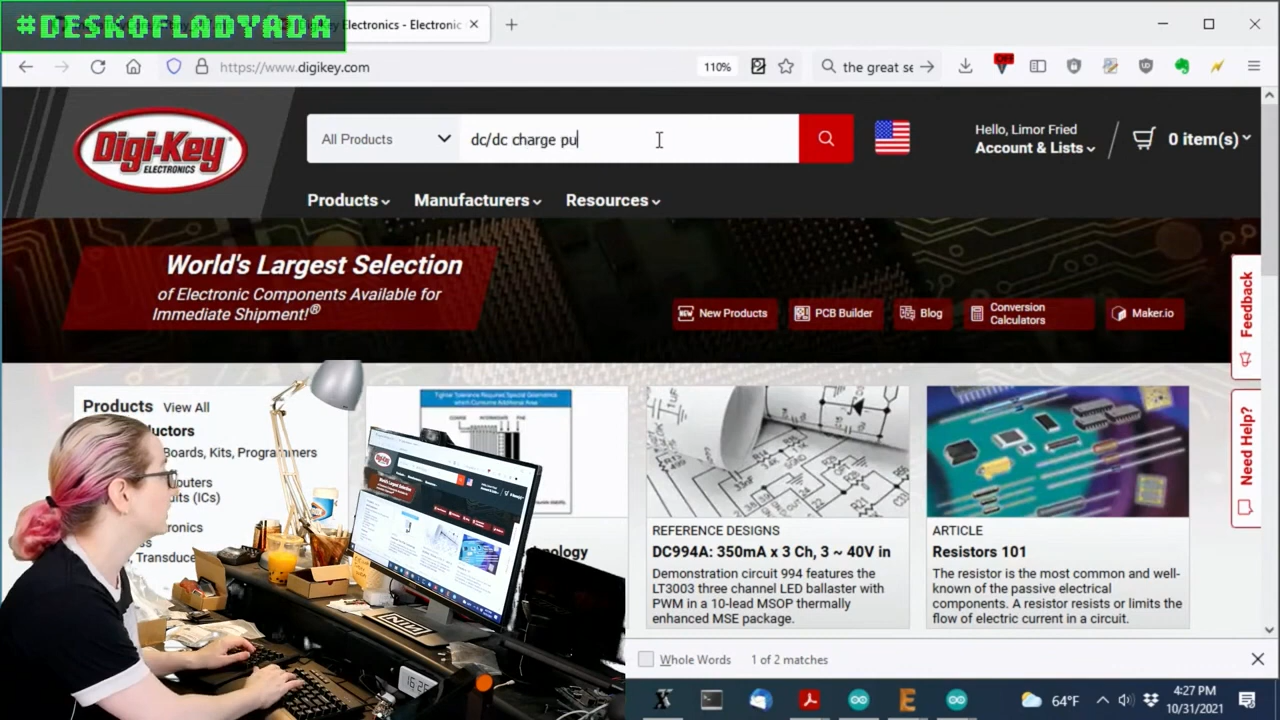 #DESKOFLADYADA
Key Electronics - Electronic
https://www.digikey.com
110%
the great se
OFF
Digi-Key
ELECTRONICS
All Products
dc/dc charge pu
Hello, Limor Fried
Account & Lists
0 item(s)
Products
Manufacturers
Resources
World's Largest Selection
of Electronic Components Available for
Immediate Shipment!®
New Products
PCB Builder
Blog
Conversion
Calculators
Maker.io
Feedback
Need Help?
Products View All
ductors
Boards, Kits, Programmers
puters
uits (ICs)
ronics
ss
, Transduce
nology
REFERENCE DESIGNS
DC994A: 350mA x 3 Ch, 3 ~ 40V in
Demonstration circuit 994 features the
LT3003 three channel LED ballaster with
PWM in a 10-lead MSOP thermally
enhanced MSE package.
ARTICLE
Resistors 101
The resistor is the most common and well-
known of the passive electrical
components. A resistor resists or limits the
flow of electric current in a circuit.
Whole Words
1 of 2 matches
64°F
4:27 PM
10/31/2021